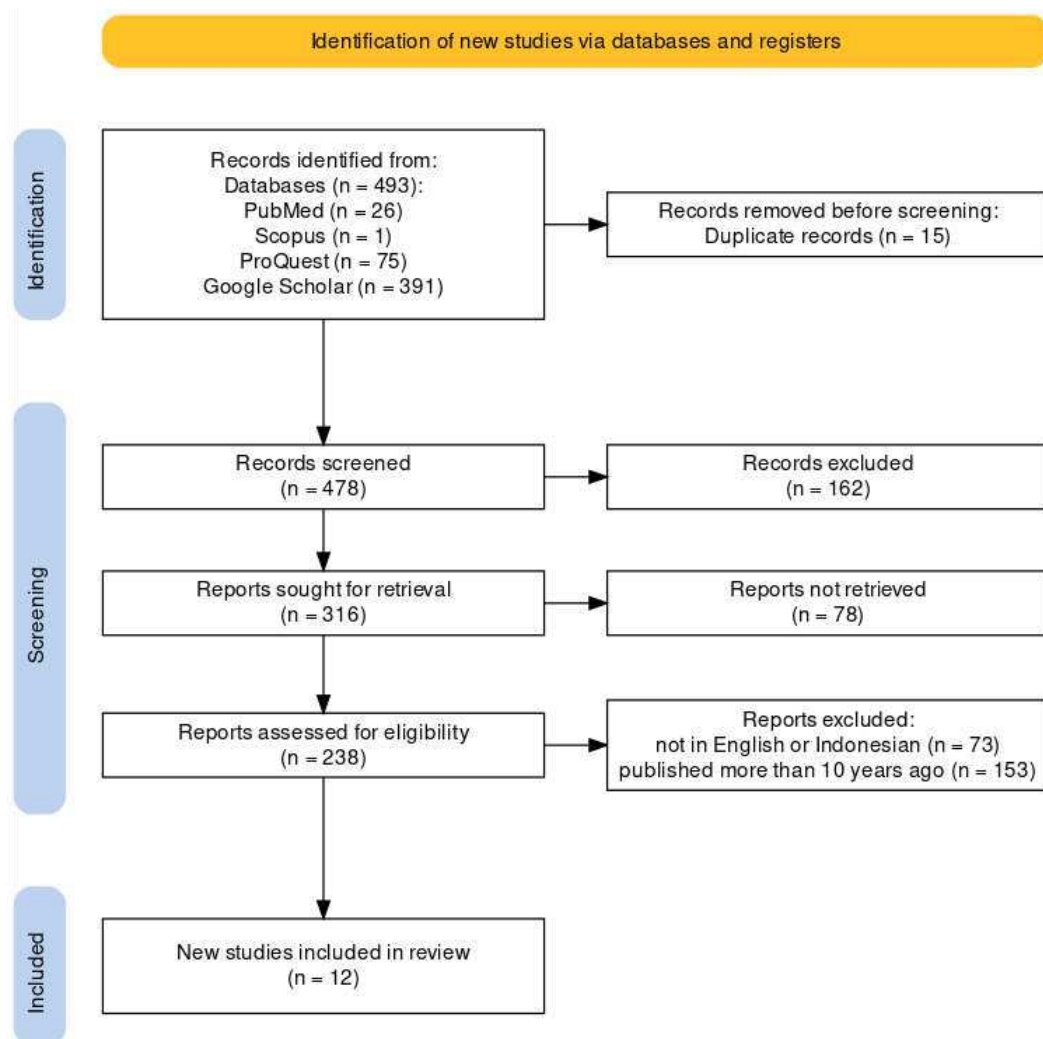 Identification of new studies via databases and registers
Identification
Records identified from:
Databases (n = 493):
PubMed (n = 26)
Scopus (n = 1)
ProQuest (n = 75)
Google Scholar (n = 391)
Records removed before screening:
Duplicate records (n = 15)
Screening
Records screened
(n = 478)
Records excluded
(n = 162)
Reports sought for retrieval
(n = 316)
Reports not retrieved
(n = 78)
Reports assessed for eligibility
(n = 238)
Reports excluded:
not in English or Indonesian (n = 73)
published more than 10 years ago (n = 153)
Included
New studies included in review
(n = 12)